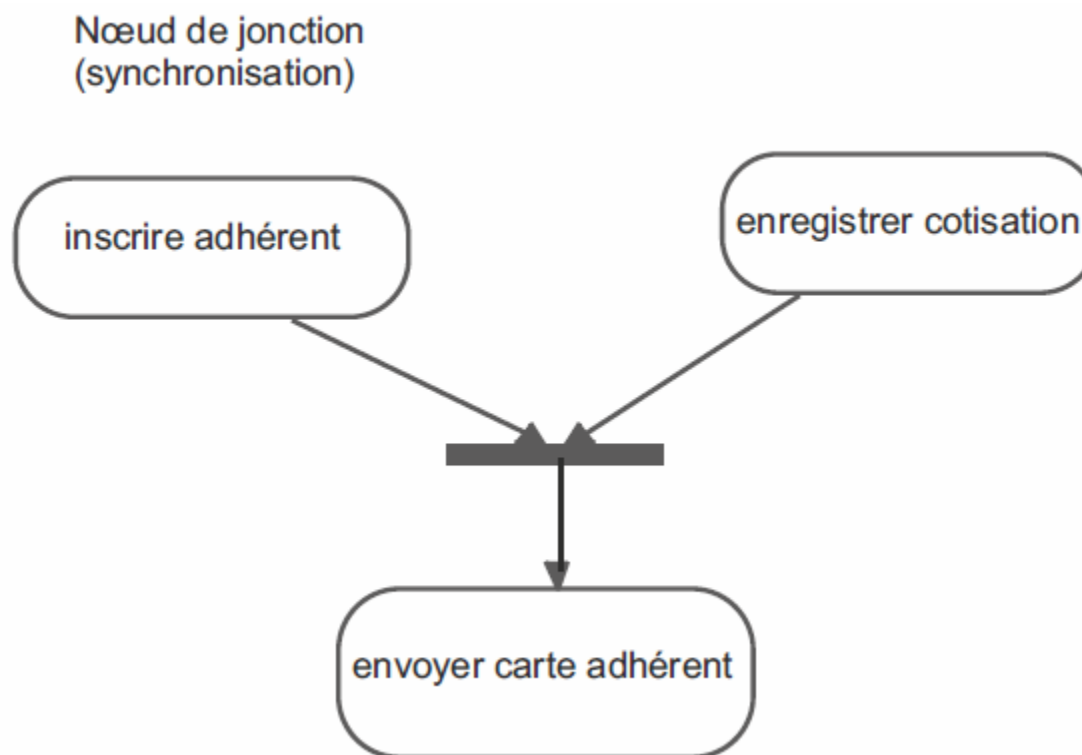 Nœud de jonction
(synchronisation)
inscrire adhérent
enregistrer cotisation
envoyer carte adhérent